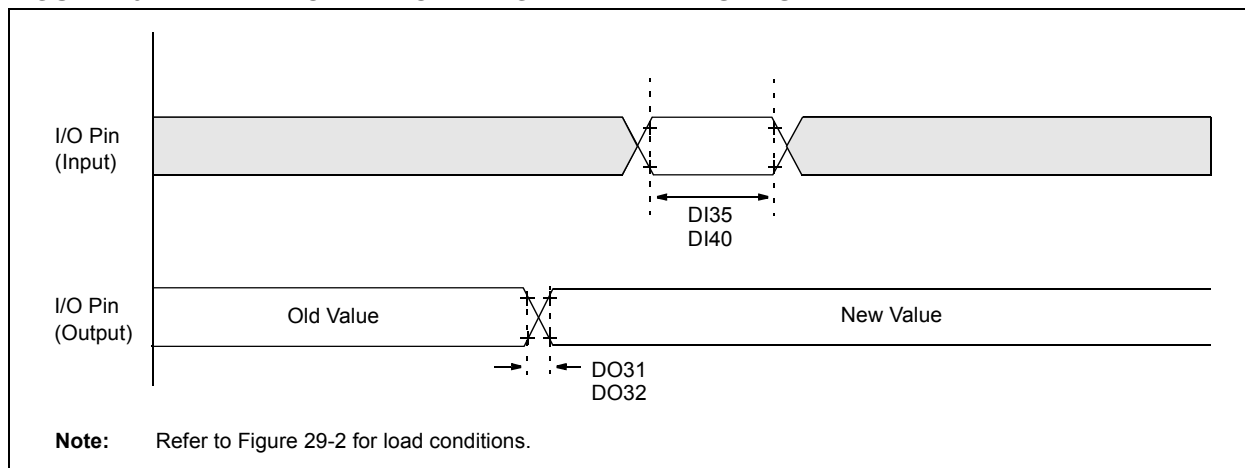 I/O Pin
(Input)
DI35
DI40
I/O Pin
(Output)
Old Value
New Value
DO31
DO32
Note: Refer to Figure 29-2 for load conditions.